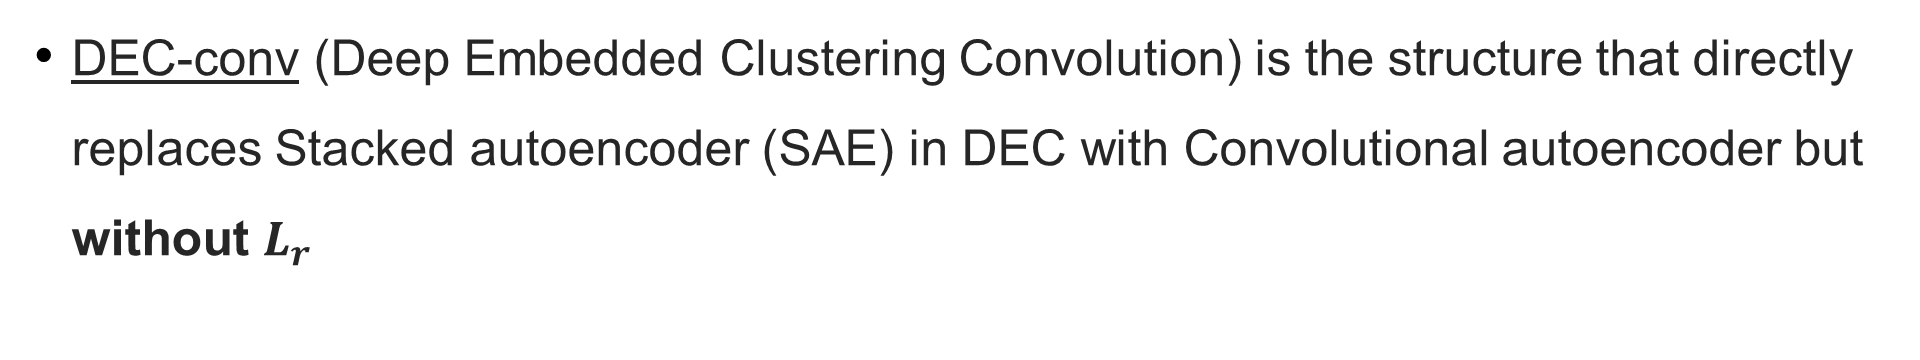 • DEC-conv (Deep Embedded Clustering Convolution) is the structure that directly
replaces Stacked autoencoder (SAE) in DEC with Convolutional autoencoder but
without L_r